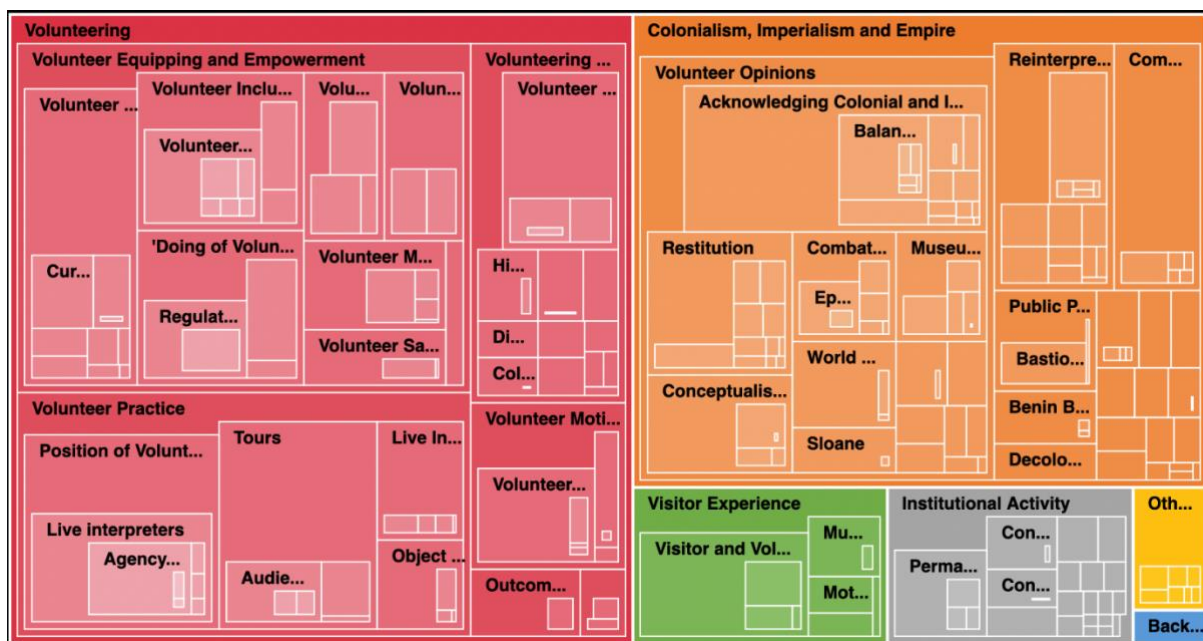 Volunteering
Volunteer Equipping and Empowerment
Volunteer ...
Cur...
Volunteer Inclu...
Volunteer...
'Doing of Volun...
Regulat...
Volu...
Volun...
Volunteer M...
Volunteer Sa...
Volunteering ...
Volunteer ...
Hi...
Di...
Col...
Volunteer Practice
Position of Volunt...
Live interpreters
Agency...
Tours
Audie...
Live In...
Object ...
Volunteer Moti...
Volunteer...
Outcom...
Colonialism, Imperialism and Empire
Volunteer Opinions
Acknowledging Colonial and I...
Balan...
Restitution
Conceptualis...
Combat...
Ep...
Museu...
World ...
Sloane
Reinterpre...
Com...
Public P...
Bastio...
Benin B...
Decolo...
Visitor Experience
Visitor and Vol...
Mu...
Mot...
Institutional Activity
Perma...
Con...
Con...
Oth...
Back...